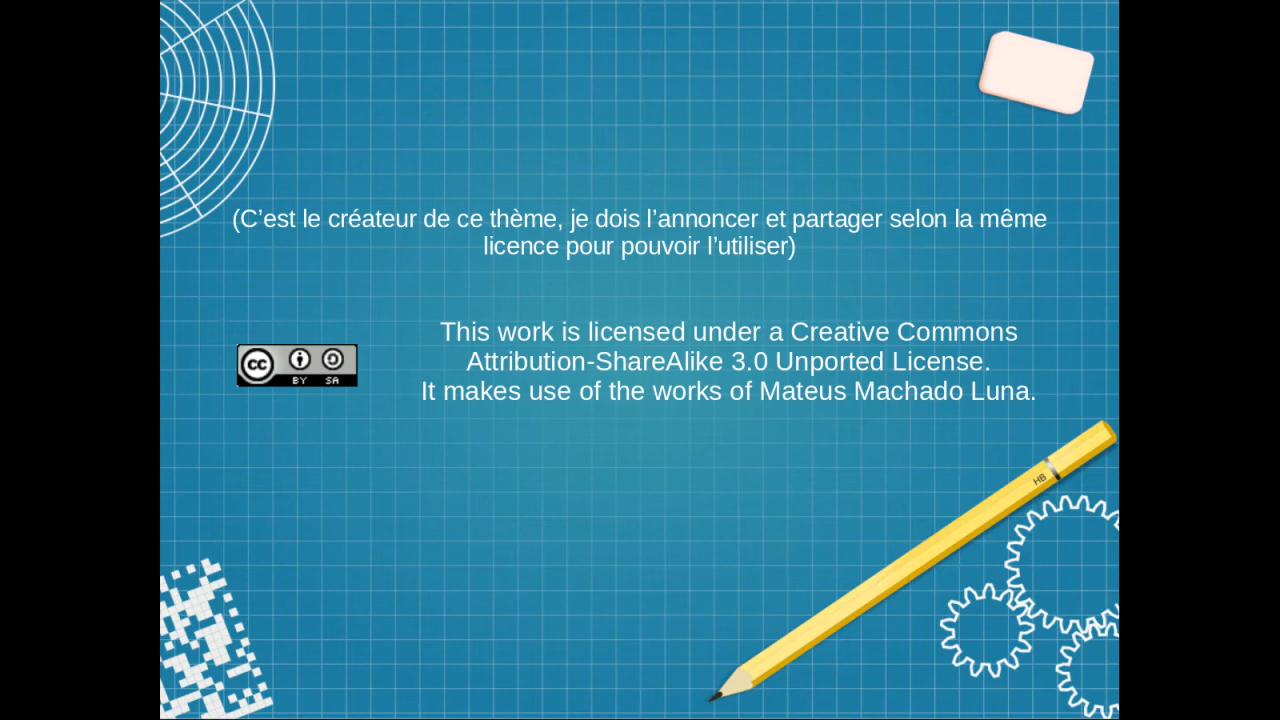 (C’est le créateur de ce thème, je dois l’annoncer et partager selon la même
licence pour pouvoir l’utiliser)
This work is licensed under a Creative Commons
Attribution-ShareAlike 3.0 Unported License.
It makes use of the works of Mateus Machado Luna.
cc
BY SA
HB